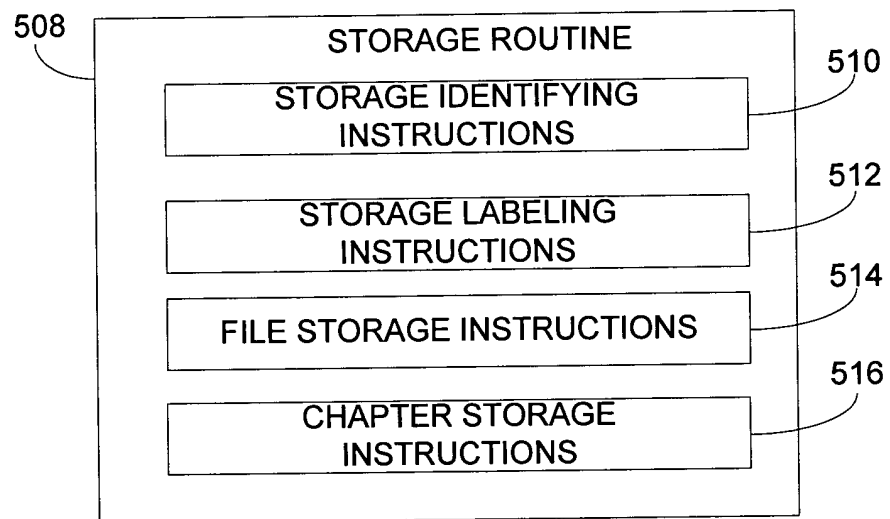 508
STORAGE ROUTINE
510
STORAGE IDENTIFYING
INSTRUCTIONS
512
STORAGE LABELING
INSTRUCTIONS
514
FILE STORAGE INSTRUCTIONS
516
CHAPTER STORAGE
INSTRUCTIONS